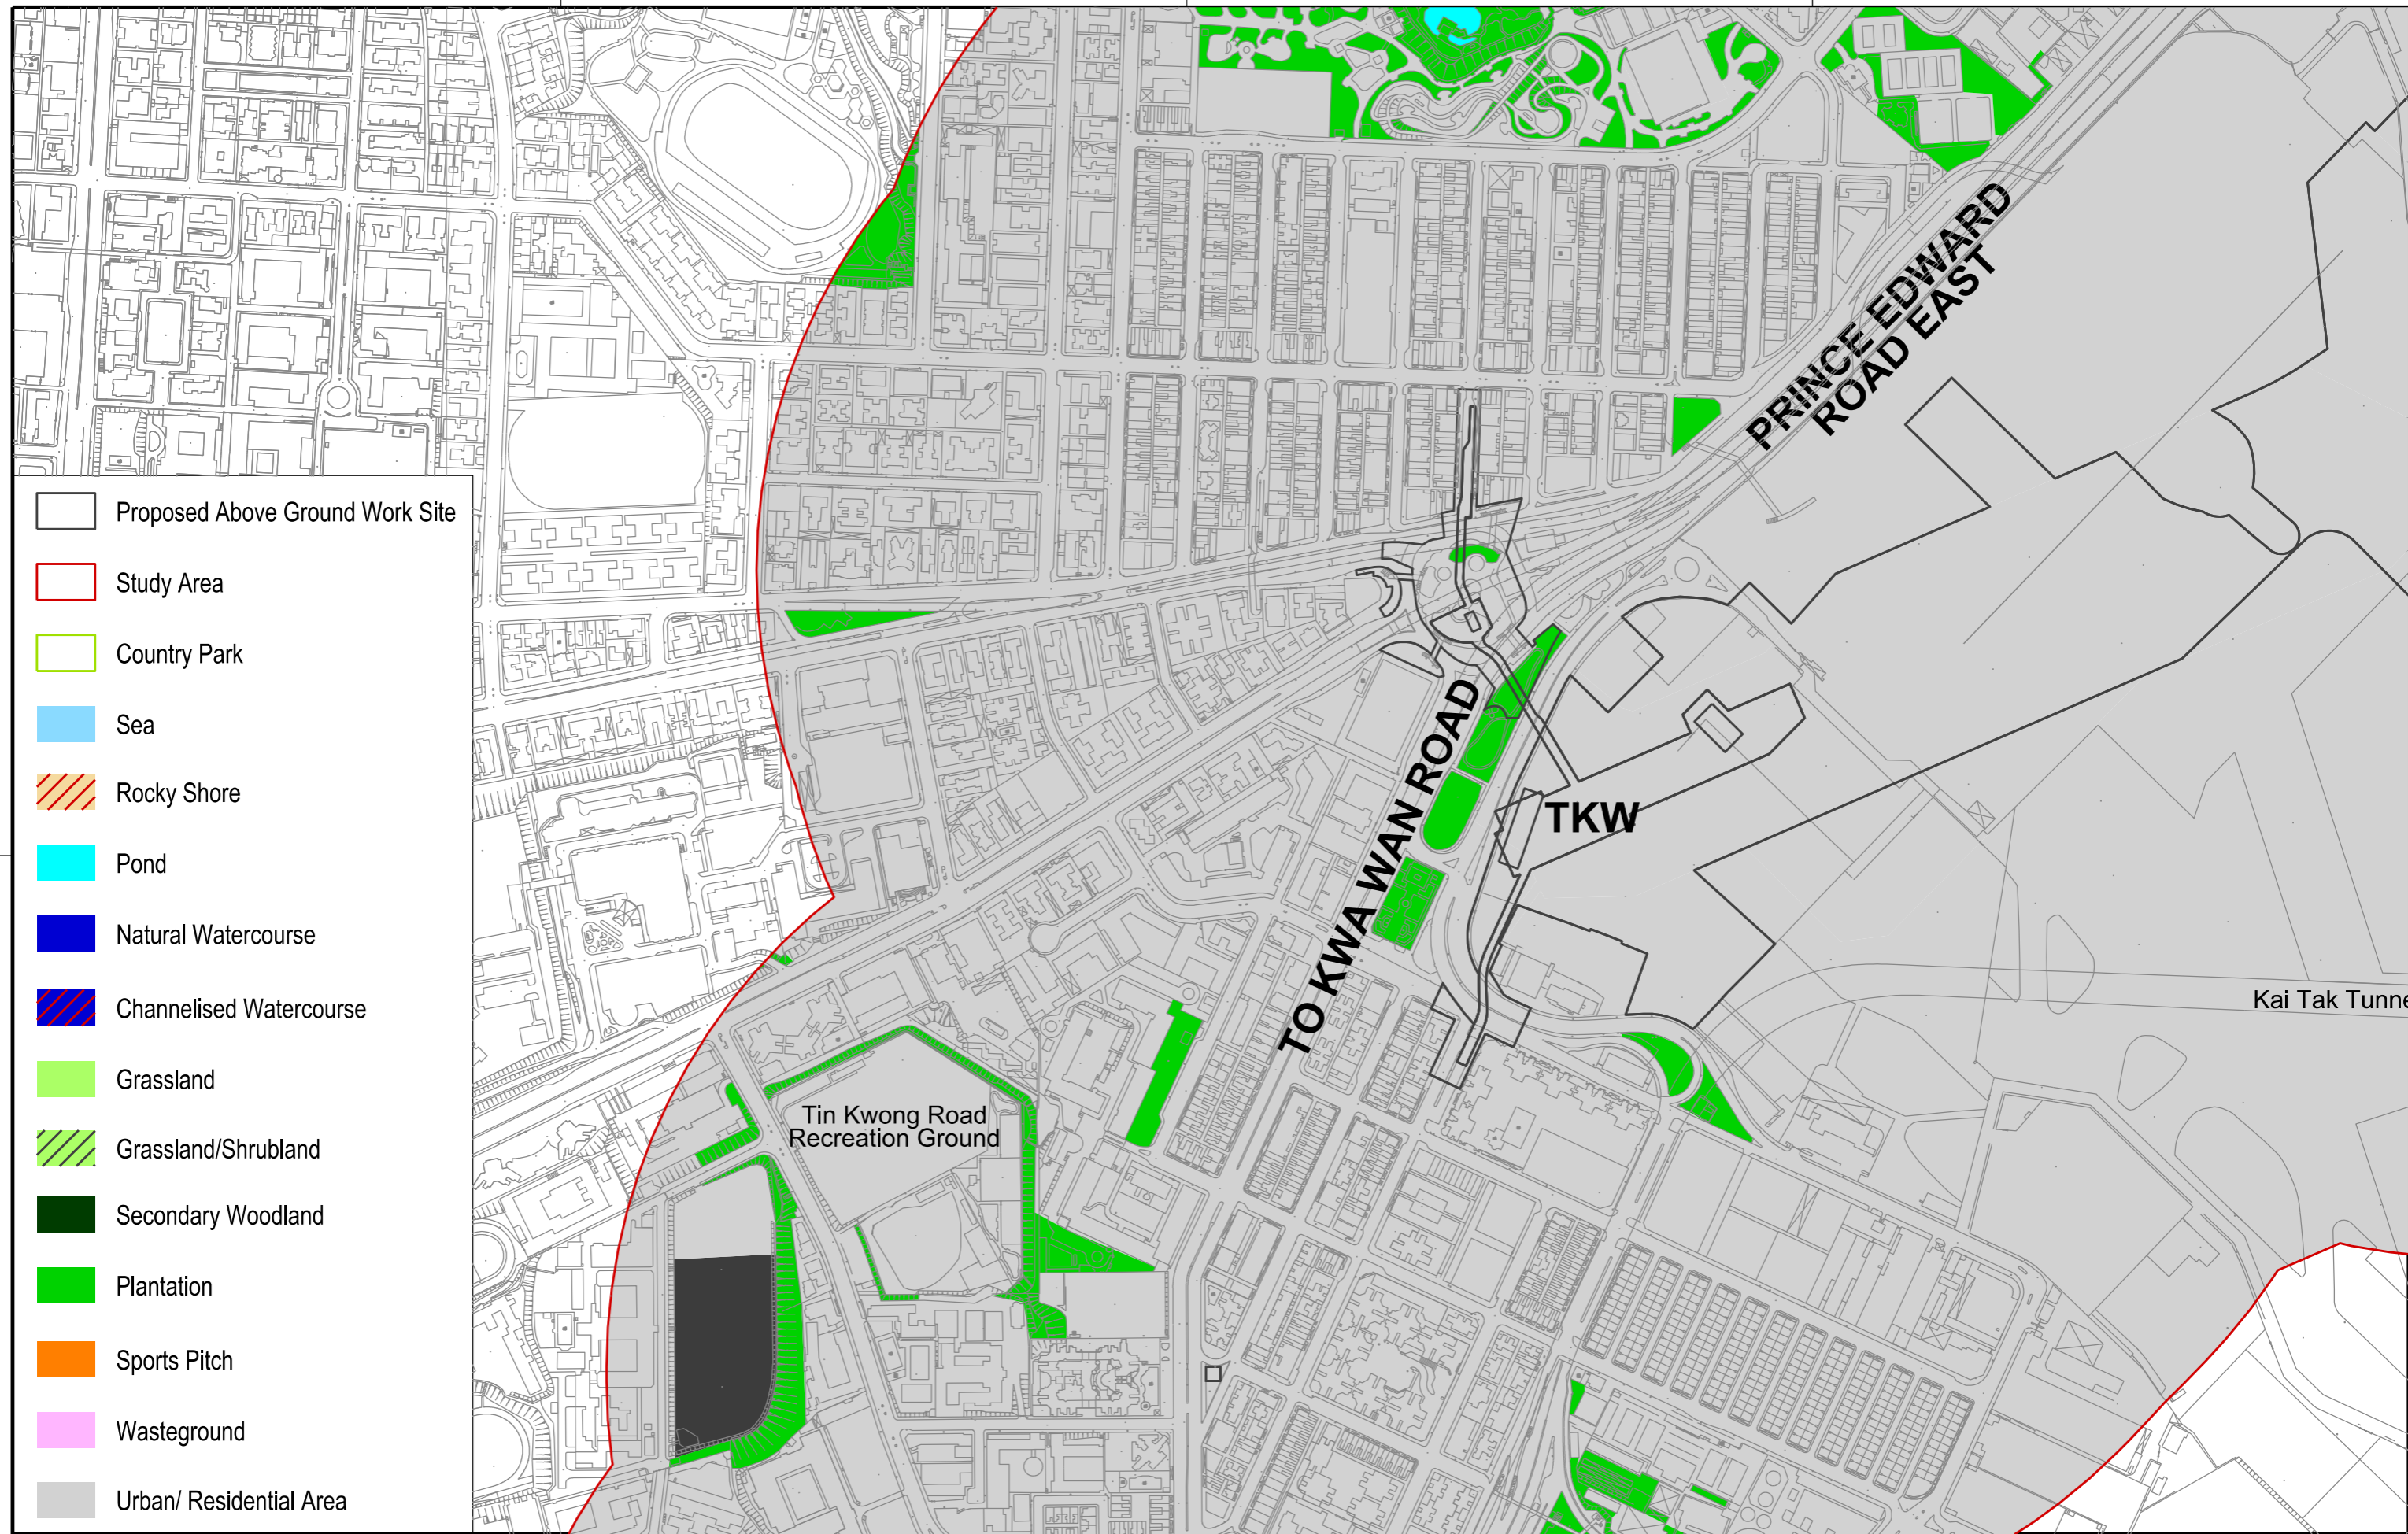 Proposed Above Ground Work Site
Study Area
Country Park
Sea
Rocky Shore
Pond
Natural Watercourse
Channelised Watercourse
Grassland
Grassland/Shrubland
Secondary Woodland
Plantation
Sports Pitch
Wasteground
Urban/ Residential Area
PRINCE EDWARD
ROAD EAST
TO KWA WAN ROAD
TKW
Kai Tak Tunne
Tin Kwong Road
Recreation Ground